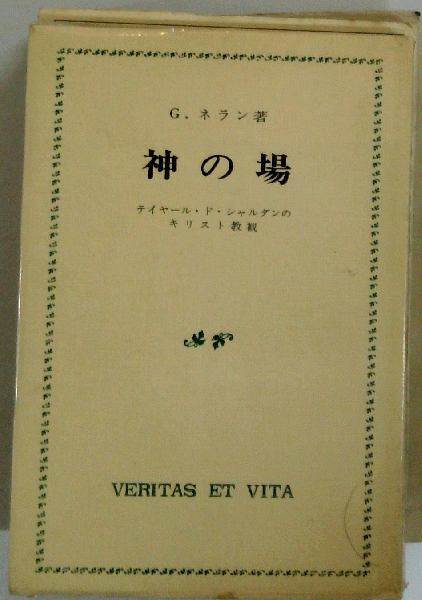 G. ネラン著
神の場
テイヤール・ド・シャルダンの
キリスト教観
VERITAS ET VITA